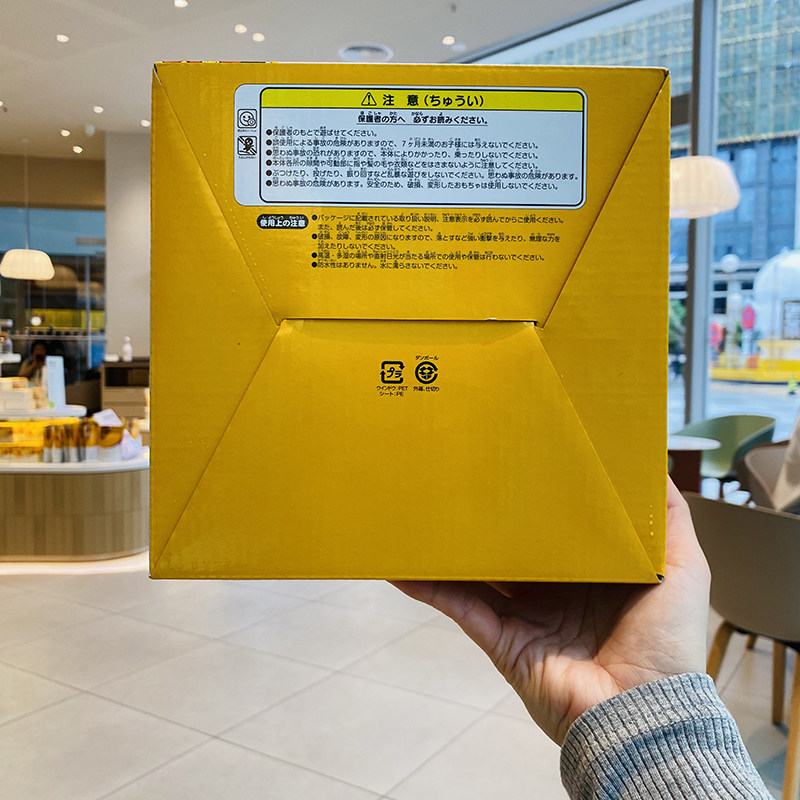 ⚠ 注 意(ちゅうい)
保護者の方へ 必ずお読みください。
●保護者のもとで遊ばせてください。
●誤使用による事故の危険がありますので、7ヶ月未満のお子様には与えないでください。
●思わぬ事故の恐れがありますので、本体によりかかったり、乗ったりしないでください。
●本体各所の隙間や可動部に指や髪の毛や衣類などをはさまないように注意してください。
●ぶつけたり、投げたり、振り回すなど乱暴な遊びをしないでください。思わぬ事故の危険があります。
●思わぬ事故の危険があります。安全のため、破損、変形したおもちゃは使用しないでください。
使用上の注意
●パッケージに記載されている取り扱い説明、注意表示を必ず読んでからご使用ください。
また、読んだ後は必ず保管してください。
●破損、故障、変形の原因になりますので、落とすなど強い衝撃を与えたり、無理な力を
加えたりしないでください。
●高温・多湿の場所や直射日光が当たる場所での使用や保管は行わないでください。
●防水性はありません。水に濡らさないでください。
プラ
ウインドウ:PET
シート:PE
ダンボール
外箱、仕切り